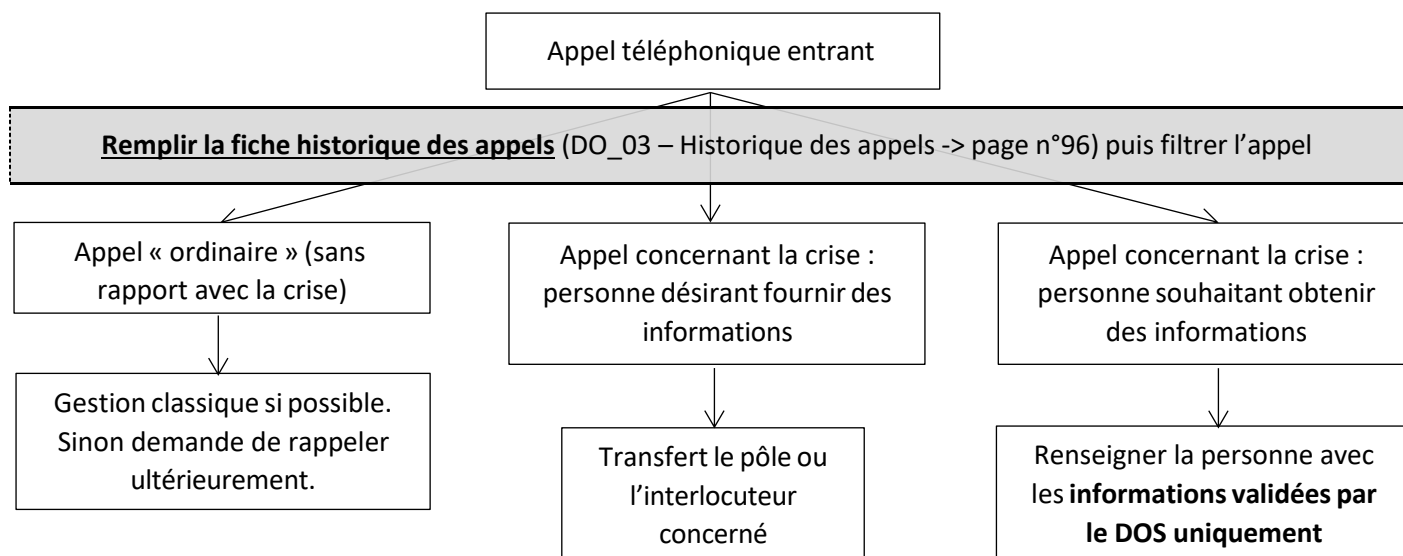 Appel téléphonique entrant
Remplir la fiche historique des appels (DO_03 – Historique des appels -> page n°96) puis filtrer l’appel
Appel « ordinaire » (sans
rapport avec la crise)
Appel concernant la crise :
personne désirant fournir des
informations
Appel concernant la crise :
personne souhaitant obtenir
des informations
Gestion classique si possible.
Sinon demande de rappeler
ultérieurement.
Transfert le pôle ou
l’interlocuteur
concerné
Renseigner la personne avec
les informations validées par
le DOS uniquement